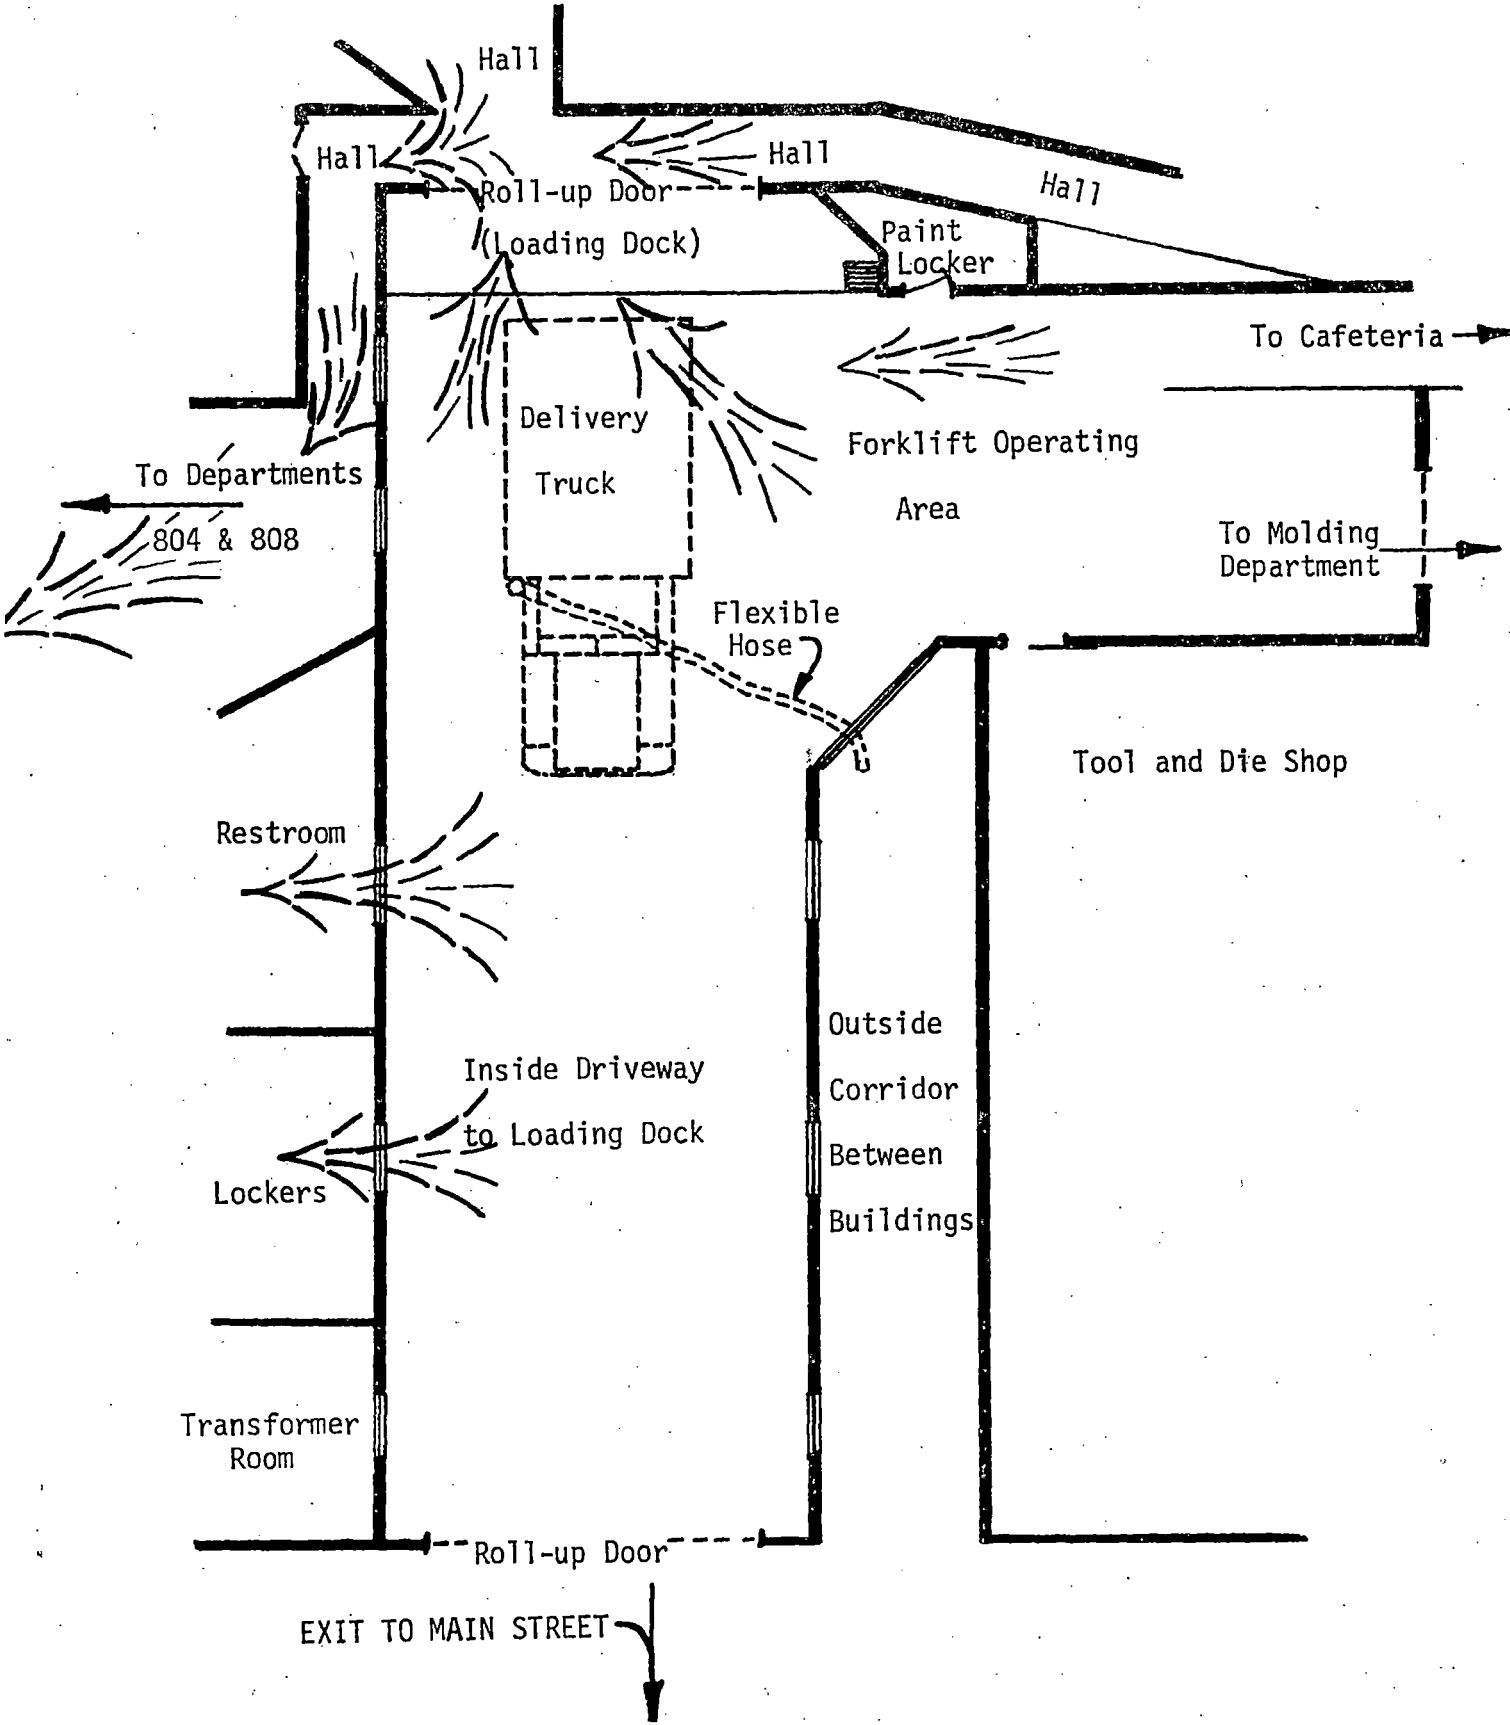 Hall
Hall
Hall
Hall
Roll-up Door
(Loading Dock)
Paint
Locker
To Cafeteria
Delivery
Truck
Forklift Operating
Area
To Departments
804 & 808
To Molding
Department
Flexible
Hose
Tool and Die Shop
Restroom
Outside
Corridor
Between
Buildings
Inside Driveway
to Loading Dock
Lockers
Transformer
Room
Roll-up Door
EXIT TO MAIN STREET